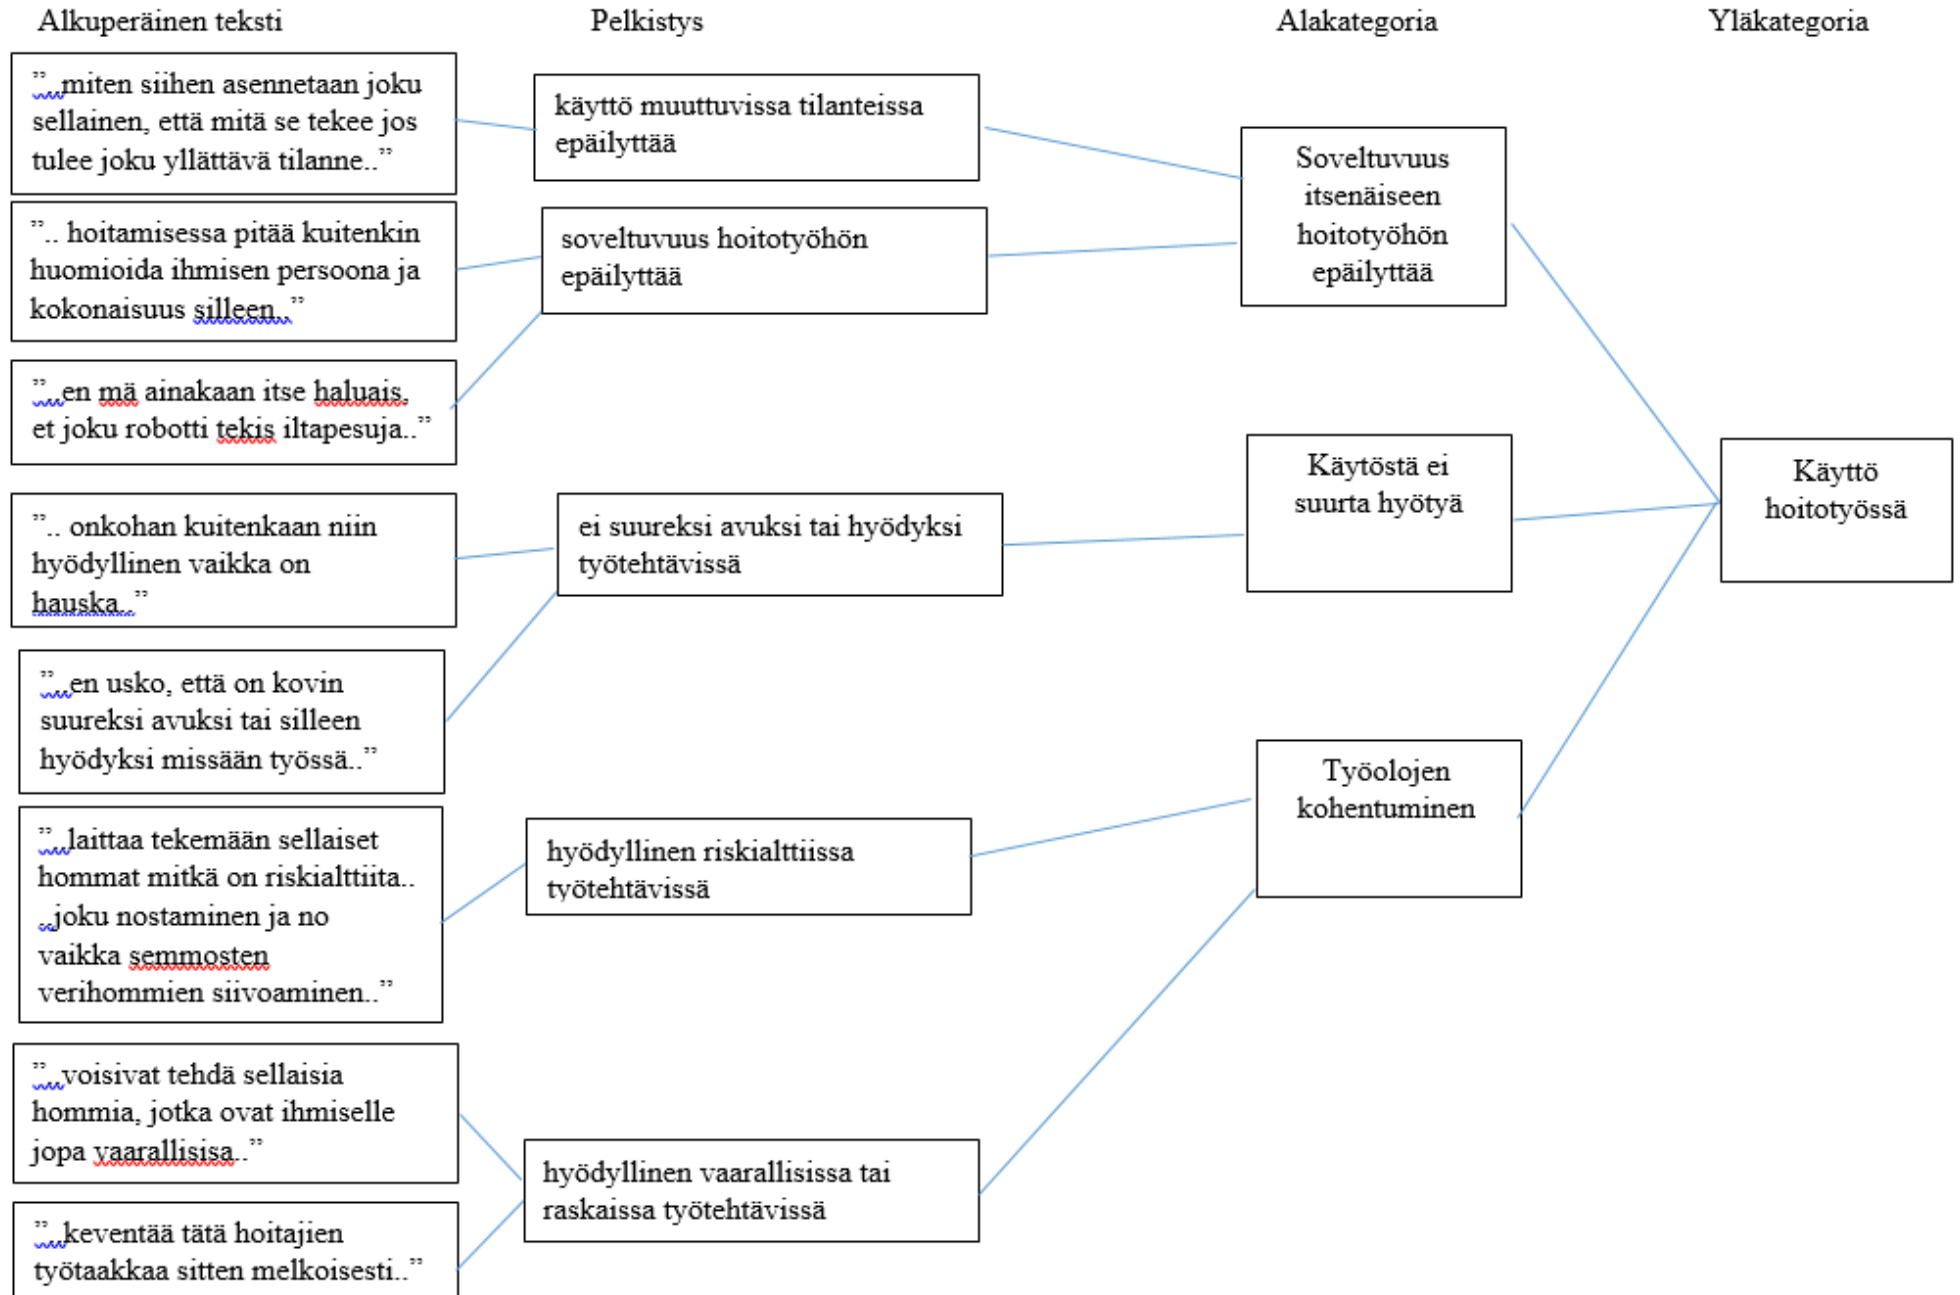 Alkuperäinen teksti
Pelkistys
Alakategoria
Yläkategoria
”..miten siihen asennetaan joku
sellainen, että mitä se tekee jos
tulee joku yllättävä tilanne..”
”.. hoitamisessa pitää kuitenkin
huomioida ihmisen persoona ja
kokonaisuus silleen..”
”..en mä ainakaan itse haluais,
et joku robotti tekis iltapesuja..”
”.. onkohan kuitenkaan niin
hyödyllinen vaikka on
hauska..”
”..en usko, että on kovin
suureksi avuksi tai silleen
hyödyksi missään työssä..”
”..laittaa tekemään sellaiset
hommat mitkä on riskialttiita..
..joku nostaminen ja no
vaikka semmosten
verihommien siivoaminen..”
”..voisivat tehdä sellaisia
hommia, jotka ovat ihmiselle
jopa vaarallisisa..”
”..keventää tätä hoitajien
työtaakkaa sitten melkoisesti..”
käyttö muuttuvissa tilanteissa
epäilyttää
soveltuvuus hoitotyöhön
epäilyttää
ei suureksi avuksi tai hyödyksi
työtehtävissä
hyödyllinen riskialttiissa
työtehtävissä
hyödyllinen vaarallisissa tai
raskaissa työtehtävissä
Soveltuvuus
itsenäiseen
hoitotyöhön
epäilyttää
Käytöstä ei
suurta hyötyä
Työolojen
kohentuminen
Käyttö
hoitotyössä